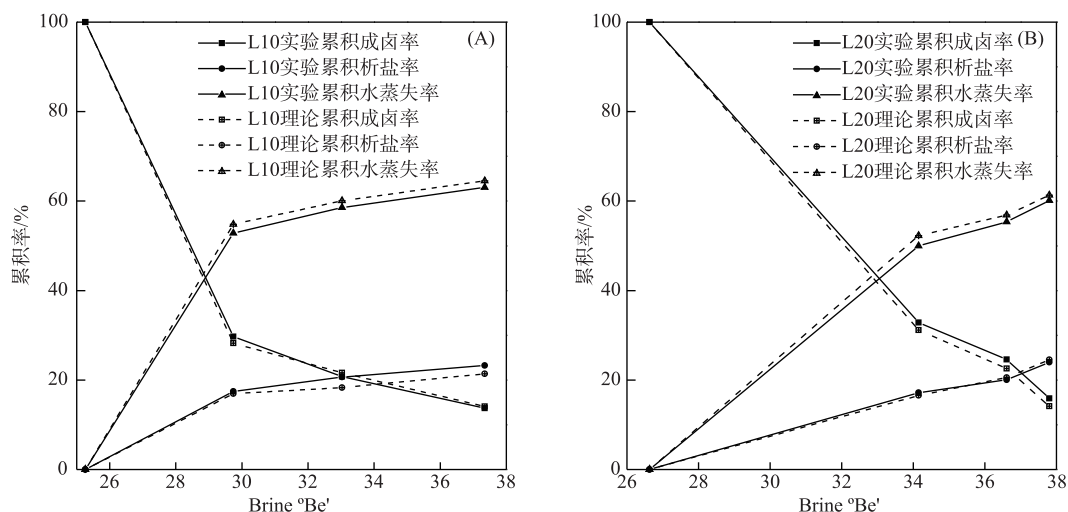 100
80
60
40
20
0
累积率/%
L10实验累积成卤率
L10实验累积析盐率
L10实验累积水蒸失率
L10理论累积成卤率
L10理论累积析盐率
L10理论累积水蒸失率
(A)
26 28 30 32 34 36 38
Brine ºBe'
100
80
60
40
20
0
累积率/%
L20实验累积成卤率
L20实验累积析盐率
L20实验累积水蒸失率
L20理论累积成卤率
L20理论累积析盐率
L20理论累积水蒸失率
(B)
26 28 30 32 34 36 38
Brine ºBe'